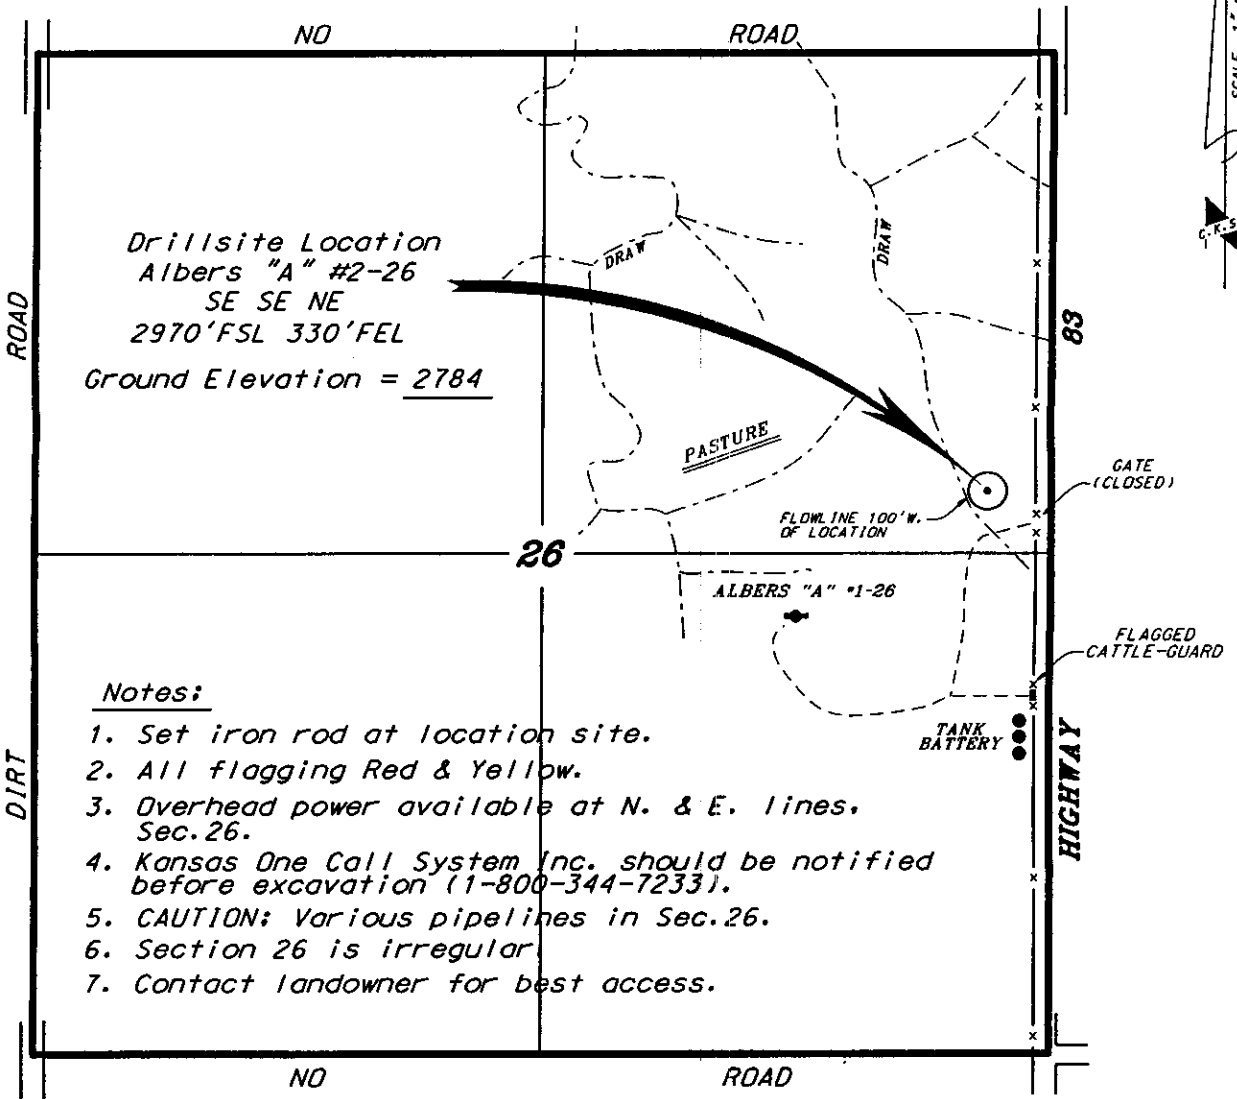 NO ROAD
SCALE 1"
C.K.S
Drillsite Location
Albers "A" #2-26
SE SE NE
2970'FSL 330'FEL
Ground Elevation = 2784
ROAD
DRAW
DRAW
83
PASTURE
GATE
(CLOSED)
FLOWLINE 100'W.
OF LOCATION
26
ALBERS "A" #1-26
FLAGGED
CATTLE-GUARD
TANK
BATTERY
HIGHWAY
DIRT
Notes:
1. Set iron rod at location site.
2. All flagging Red & Yellow.
3. Overhead power available at N. & E. lines.
Sec.26.
4. Kansas One Call System Inc. should be notified
before excavation (1-800-344-7233).
5. CAUTION: Various pipelines in Sec.26.
6. Section 26 is irregular
7. Contact landowner for best access.
NO ROAD